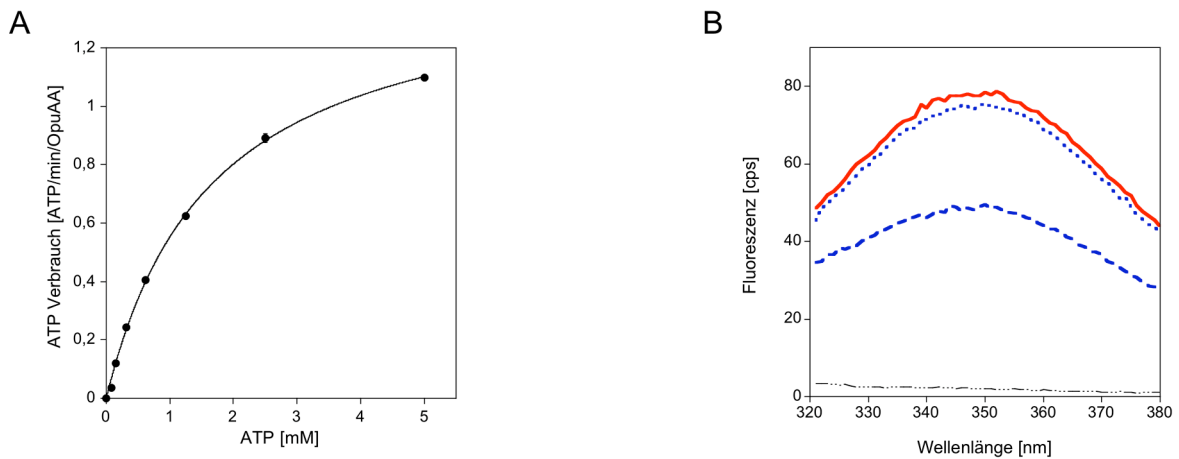 A
ATP Verbrauch [ATP/min/OpuAA]
1,2
1
0,8
0,6
0,4
0,2
0
0 1 2 3 4 5
ATP [mM]
B
Fluoreszenz [cps]
80
60
40
20
0
320 330 340 350 360 370 380
Wellenlänge [nm]